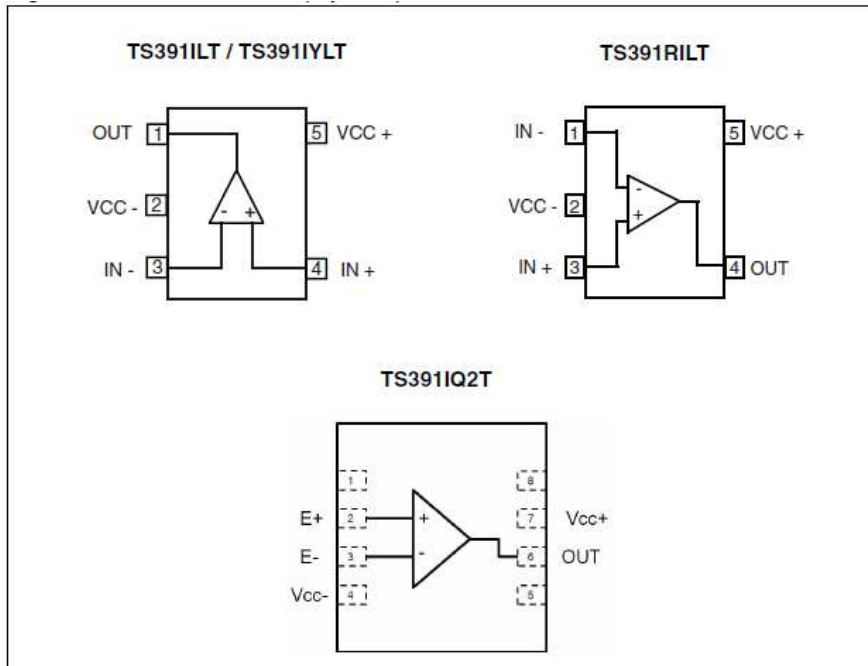 TS391ILT / TS391IYLT
OUT 1 5 VCC +
VCC - 2
- +
IN - 3 4 IN +
TS391RILT
IN - 1 5 VCC +
-
VCC - 2
+
IN + 3 4 OUT
TS391IQ2T
1 8
E+ 2 + 7 Vcc+
E- 3 - 6 OUT
Vcc- 4 5